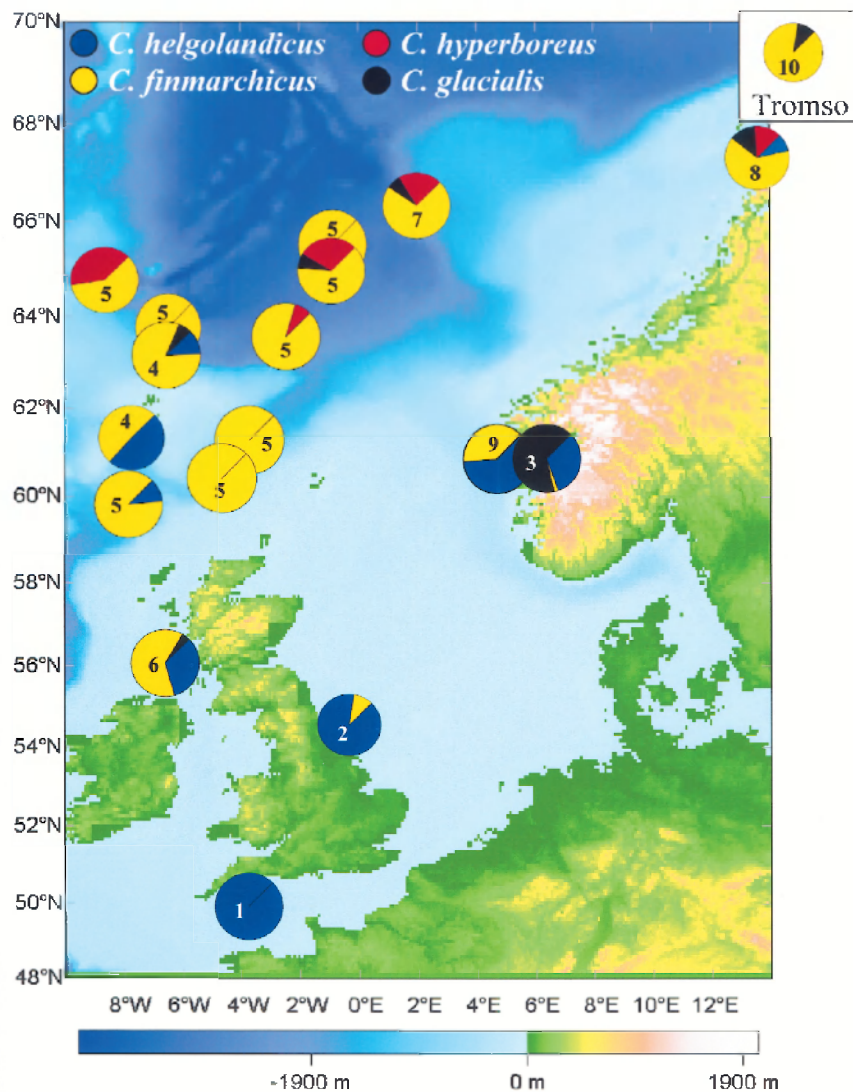 70°N
C. helgolandicus
C. hyperboreus
C. finmarchicus
C. glacialis
10
Tromso
68°N
8
66°N
7
5
5
5
64°N
5
5
4
62°N
4
5
9
3
60°N
5
5
58°N
56°N
6
2
54°N
52°N
50°N
1
48°N
8°W 6°W 4°W 2°W 0°E 2°E 4°E 6°E 8°E 10°E 12°E
-1900 m 0 m 1900 m